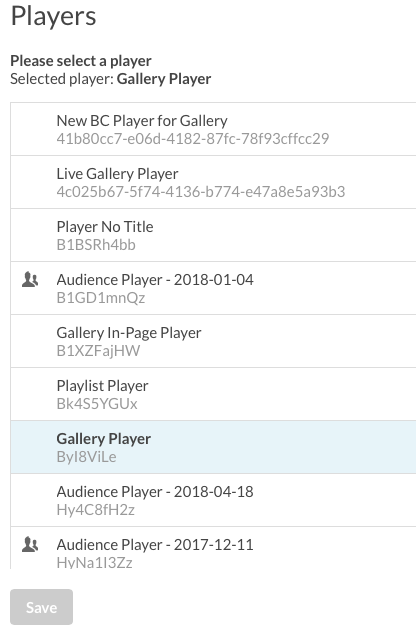 Players
Please select a player
Selected player: Gallery Player
New BC Player for Gallery
41b80cc7-e06d-4182-87fc-78f93cffcc29
Live Gallery Player
4c025b67-5f74-4136-b774-e47a8e5a93b3
Player No Title
B1BSRh4bb
Audience Player - 2018-01-04
B1GD1mnQz
Gallery In-Page Player
B1XZFajHW
Playlist Player
Bk4S5YGUx
Gallery Player
ByI8ViLe
Audience Player - 2018-04-18
Hy4C8fH2z
Audience Player - 2017-12-11
HyNa1I3Zz
Save